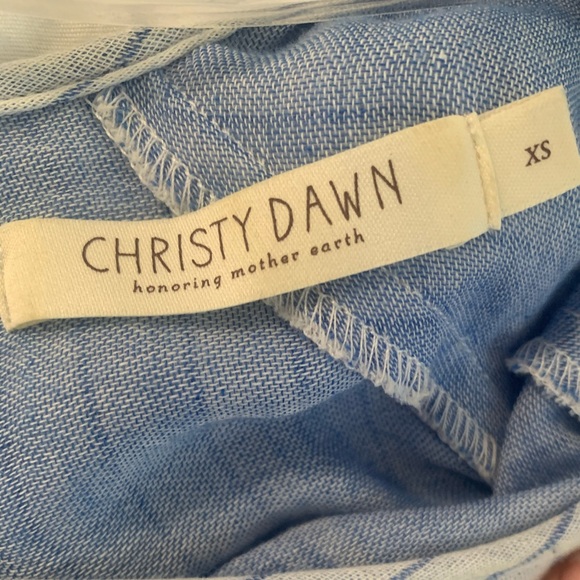 CHRISTY DAWN
honoring mother earth
XS